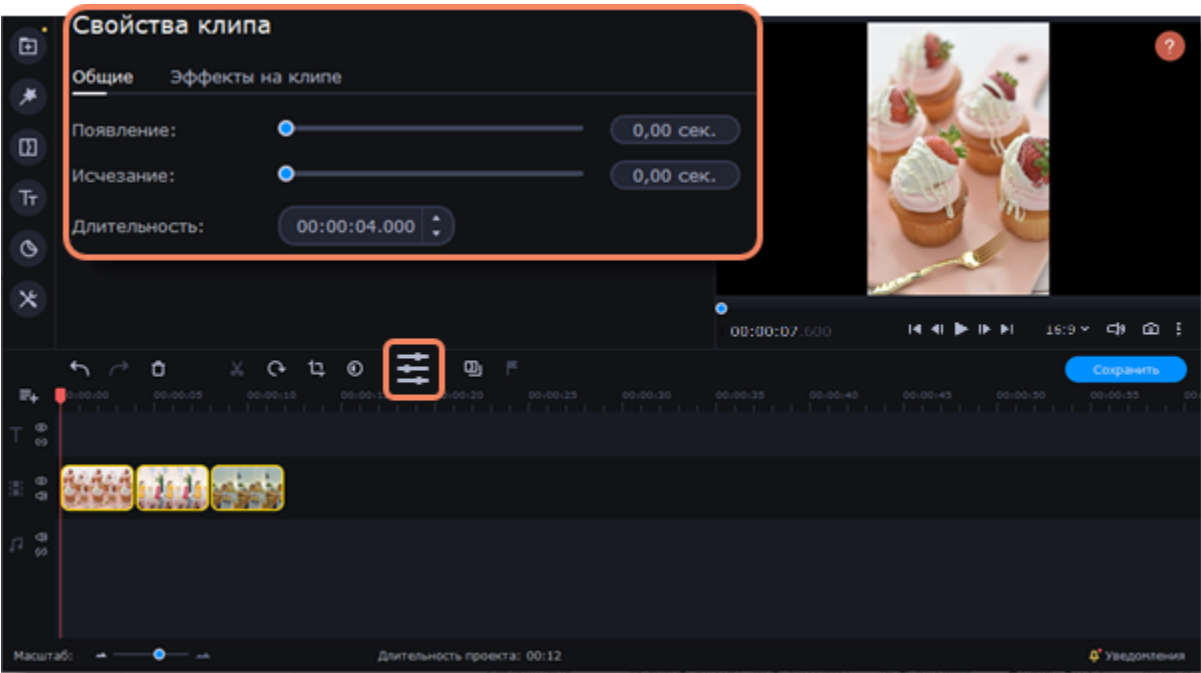 Свойства клипа
Общие Эффекты на клипе
Появление: 0,00 сек.
Исчезание: 0,00 сек.
Длительность: 00:00:04.000
?
Тт
00:00:07.600
16:9
Сохранить
00:00:05 00:00:10 00:00:20 00:00:25 00:00:30 00:00:35 00:00:40 00:00:45 00:00:50 00:00:55
T
Масштаб:
Длительность проекта: 00:12
Уведомления